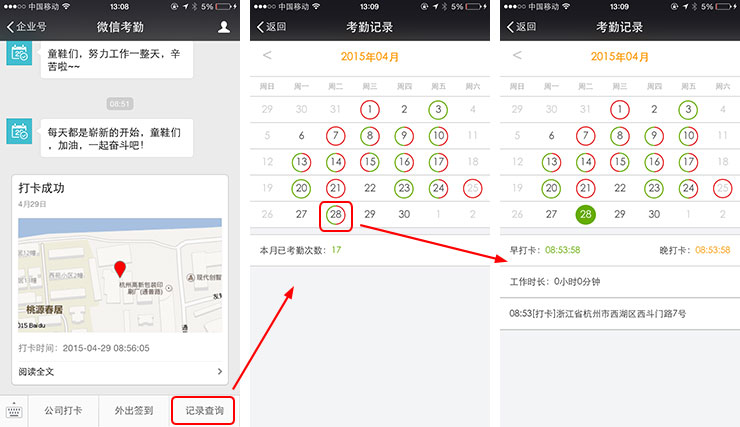 中国移动 13:08 5%
企业号 微信考勤
童鞋们，努力工作一整天，辛
苦啦~~
08:51
每天都是崭新的开始，童鞋们
，加油，一起奋斗吧！
打卡成功
4月29日
西苑小区2幢
杭州高新包装印
刷厂(通普路)
现代创智
桃源春居
2015 Baidu
打卡时间：2015-04-29 08:56:05
阅读全文
公司打卡 外出签到 记录查询
中国移动 13:09 5%
返回 考勤记录
< 2015年04月
周日 周一 周二 周三 周四 周五 周六
29 30 31 1 2 3 4
5 6 7 8 9 10 11
12 13 14 15 16 17 18
19 20 21 22 23 24 25
26 27 28 29 30 1 2
本月已考勤次数：17
中国移动 13:09 5%
返回 考勤记录
< 2015年04月
周日 周一 周二 周三 周四 周五 周六
29 30 31 1 2 3 4
5 6 7 8 9 10 11
12 13 14 15 16 17 18
19 20 21 22 23 24 25
26 27 28 29 30 1 2
早打卡：08:53:58 晚打卡：08:53:58
工作时长：0小时0分钟
08:53[打卡]浙江省杭州市西湖区西斗门路7号